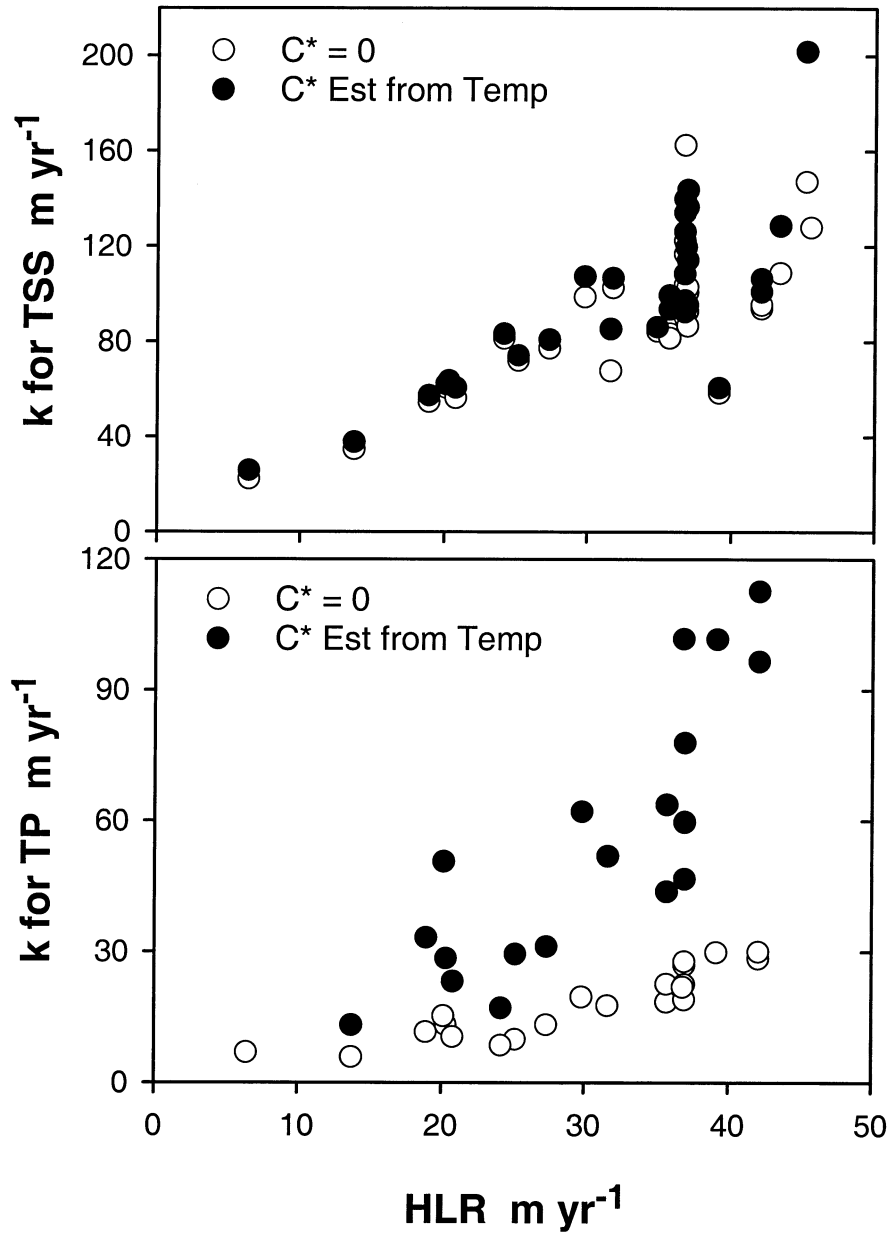 k for TSS m yr-1
200
160
120
80
40
0
C* = 0
C* Est from Temp
k for TP m yr-1
120
90
60
30
0
C* = 0
C* Est from Temp
0 10 20 30 40 50
HLR m yr-1